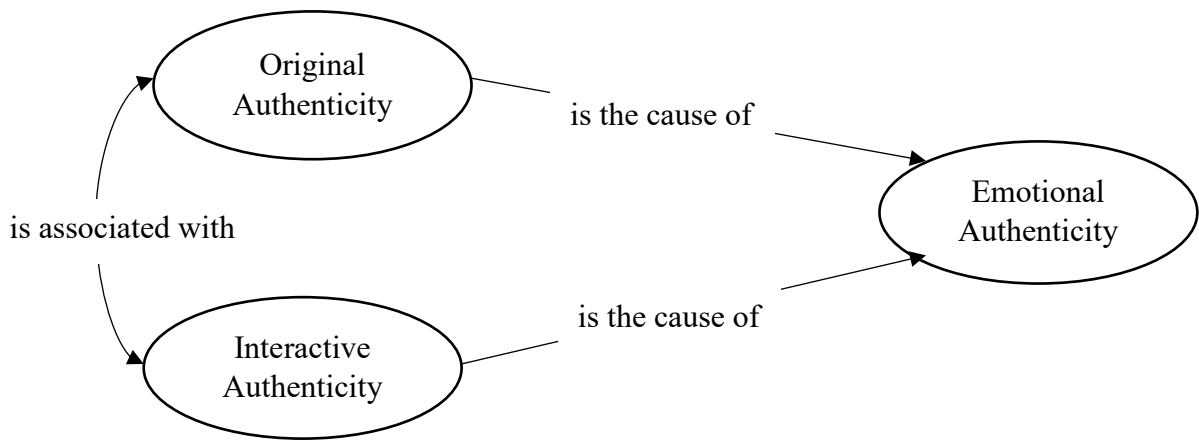 Original
Authenticity
is the cause of
Emotional
Authenticity
is associated with
Interactive
Authenticity
is the cause of